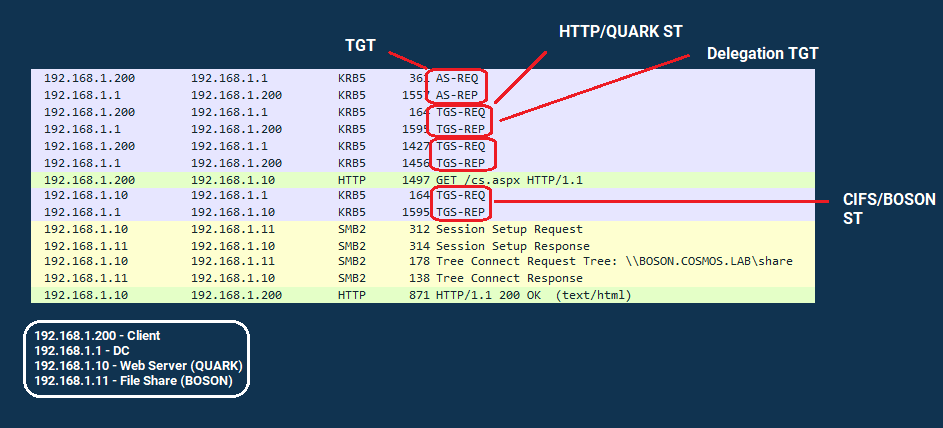 HTTP/QUARK ST
TGT
Delegation TGT
192.168.1.200 192.168.1.1 KRB5 361 AS-REQ
192.168.1.1 192.168.1.200 KRB5 1557 AS-REP
192.168.1.200 192.168.1.1 KRB5 164 TGS-REQ
192.168.1.1 192.168.1.200 KRB5 1595 TGS-REP
192.168.1.200 192.168.1.1 KRB5 1427 TGS-REQ
192.168.1.1 192.168.1.200 KRB5 1456 TGS-REP
192.168.1.200 192.168.1.10 HTTP 1497 GET /cs.aspx HTTP/1.1
192.168.1.10 192.168.1.1 KRB5 164 TGS-REQ
192.168.1.1 192.168.1.10 KRB5 1595 TGS-REP
CIFS/BOSON
ST
192.168.1.10 192.168.1.11 SMB2 312 Session Setup Request
192.168.1.11 192.168.1.10 SMB2 314 Session Setup Response
192.168.1.10 192.168.1.11 SMB2 178 Tree Connect Request Tree: \\BOSON.COSMOS.LAB\share
192.168.1.11 192.168.1.10 SMB2 138 Tree Connect Response
192.168.1.10 192.168.1.200 HTTP 871 HTTP/1.1 200 OK (text/html)
192.168.1.200 - Client
192.168.1.1 - DC
192.168.1.10 - Web Server (QUARK)
192.168.1.11 - File Share (BOSON)